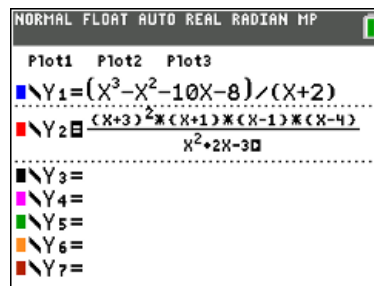 NORMAL FLOAT AUTO REAL RADIAN MP
Plot1 Plot2 Plot3
\Y₁=(X³−X²−10X−8)/(X+2)
\Y₂=(X+3)²*(X+1)*(X−1)*(X−4)
X²+2X−3
\Y₃=
\Y₄=
\Y₅=
\Y₆=
\Y₇=